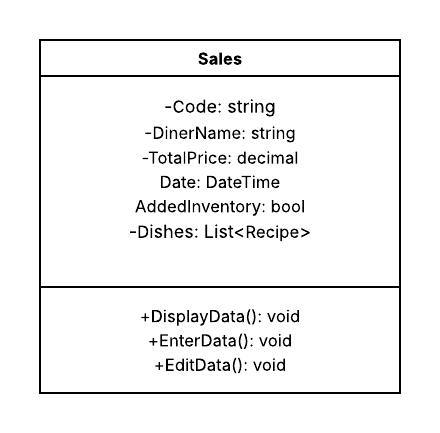 Sales
-Code: string
-DinerName: string
-TotalPrice: decimal
Date: DateTime
AddedInventory: bool
-Dishes: List<Recipe>
+DisplayData(): void
+EnterData(): void
+EditData(): void